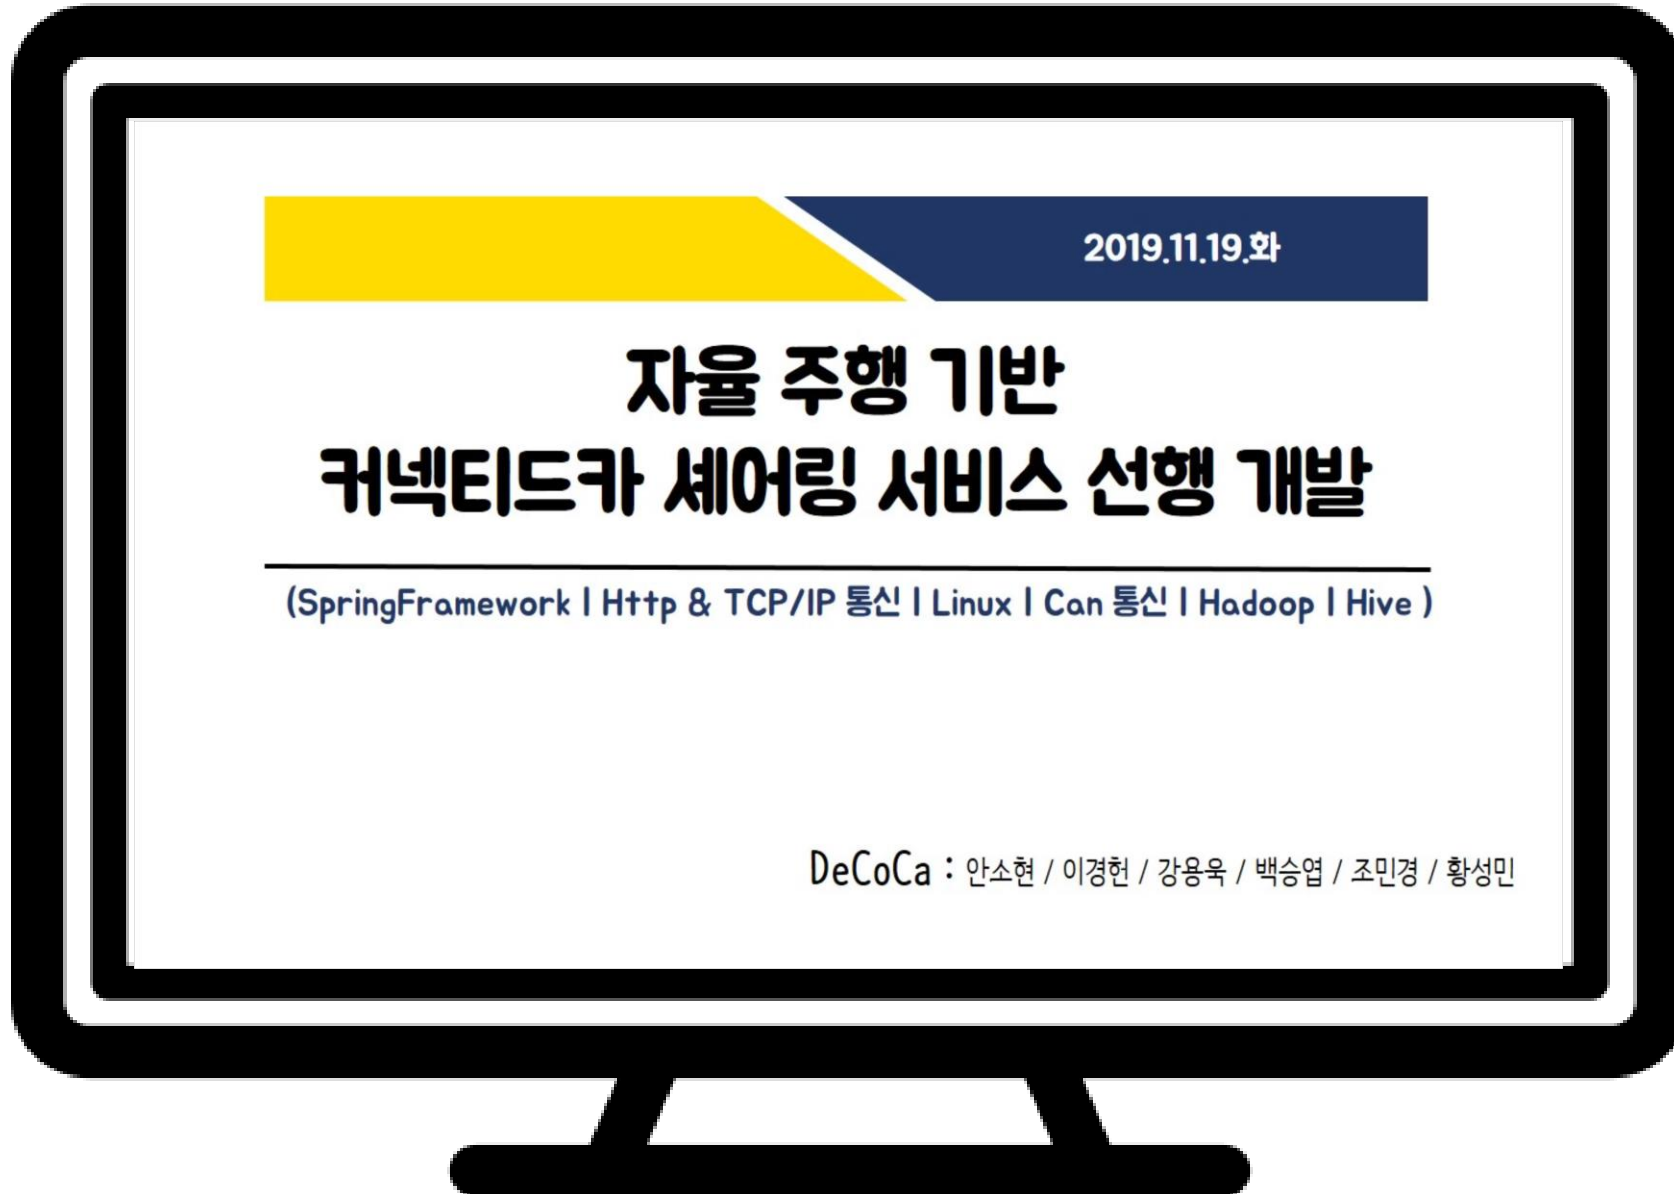 2019.11.19.화
자율 주행 기반
커넥티드카 셰어링 서비스 선행 개발
(SpringFramework | Http & TCP/IP 통신 | Linux | Can 통신 | Hadoop | Hive )
DeCoCa : 안소현 / 이경헌 / 강용욱 / 백승엽 / 조민경 / 황성민